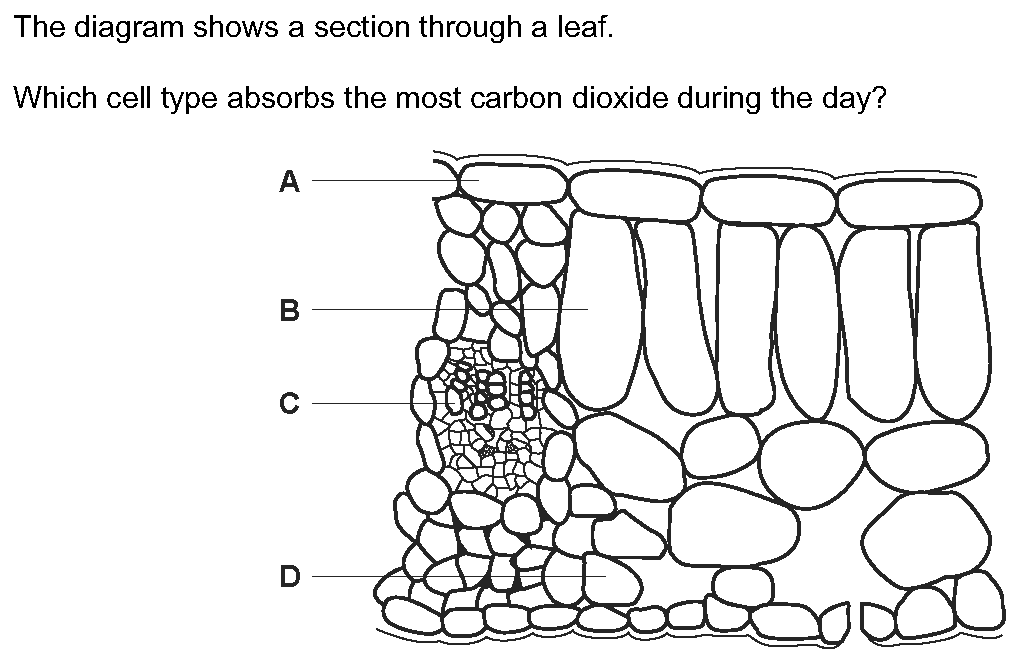 The diagram shows a section through a leaf.
Which cell type absorbs the most carbon dioxide during the day?
A
B
C
D